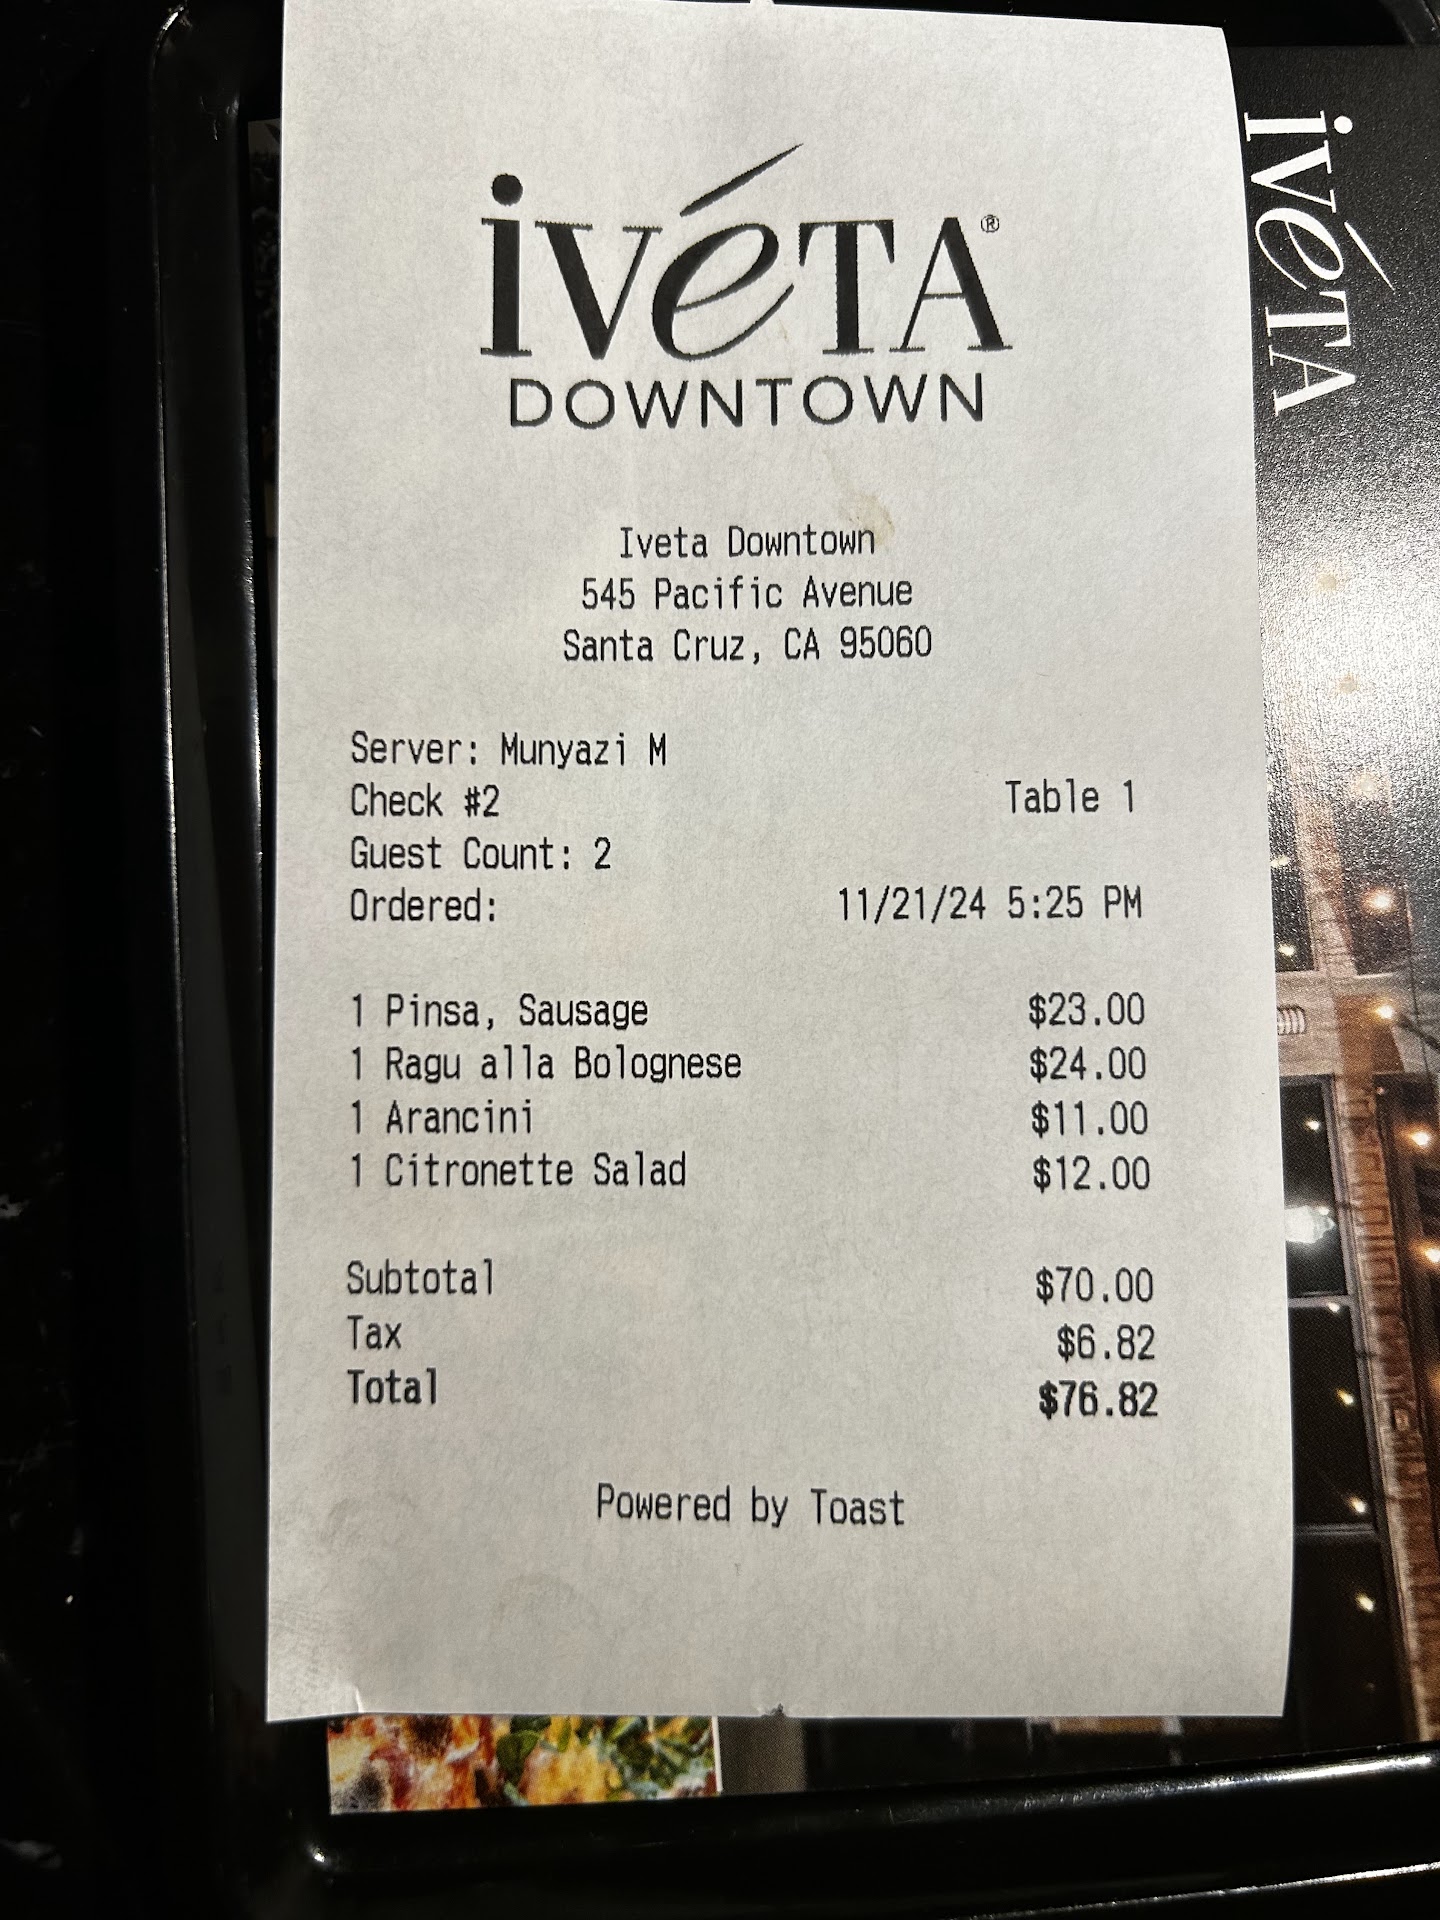 ivéTA®
DOWNTOWN
Iveta Downtown
545 Pacific Avenue
Santa Cruz, CA 95060
Server: Munyazi M
Check #2 Table 1
Guest Count: 2
Ordered: 11/21/24 5:25 PM
1 Pinsa, Sausage $23.00
1 Ragu alla Bolognese $24.00
1 Arancini $11.00
1 Citronette Salad $12.00
Subtotal $70.00
Tax $6.82
Total $76.82
Powered by Toast
ivéTA